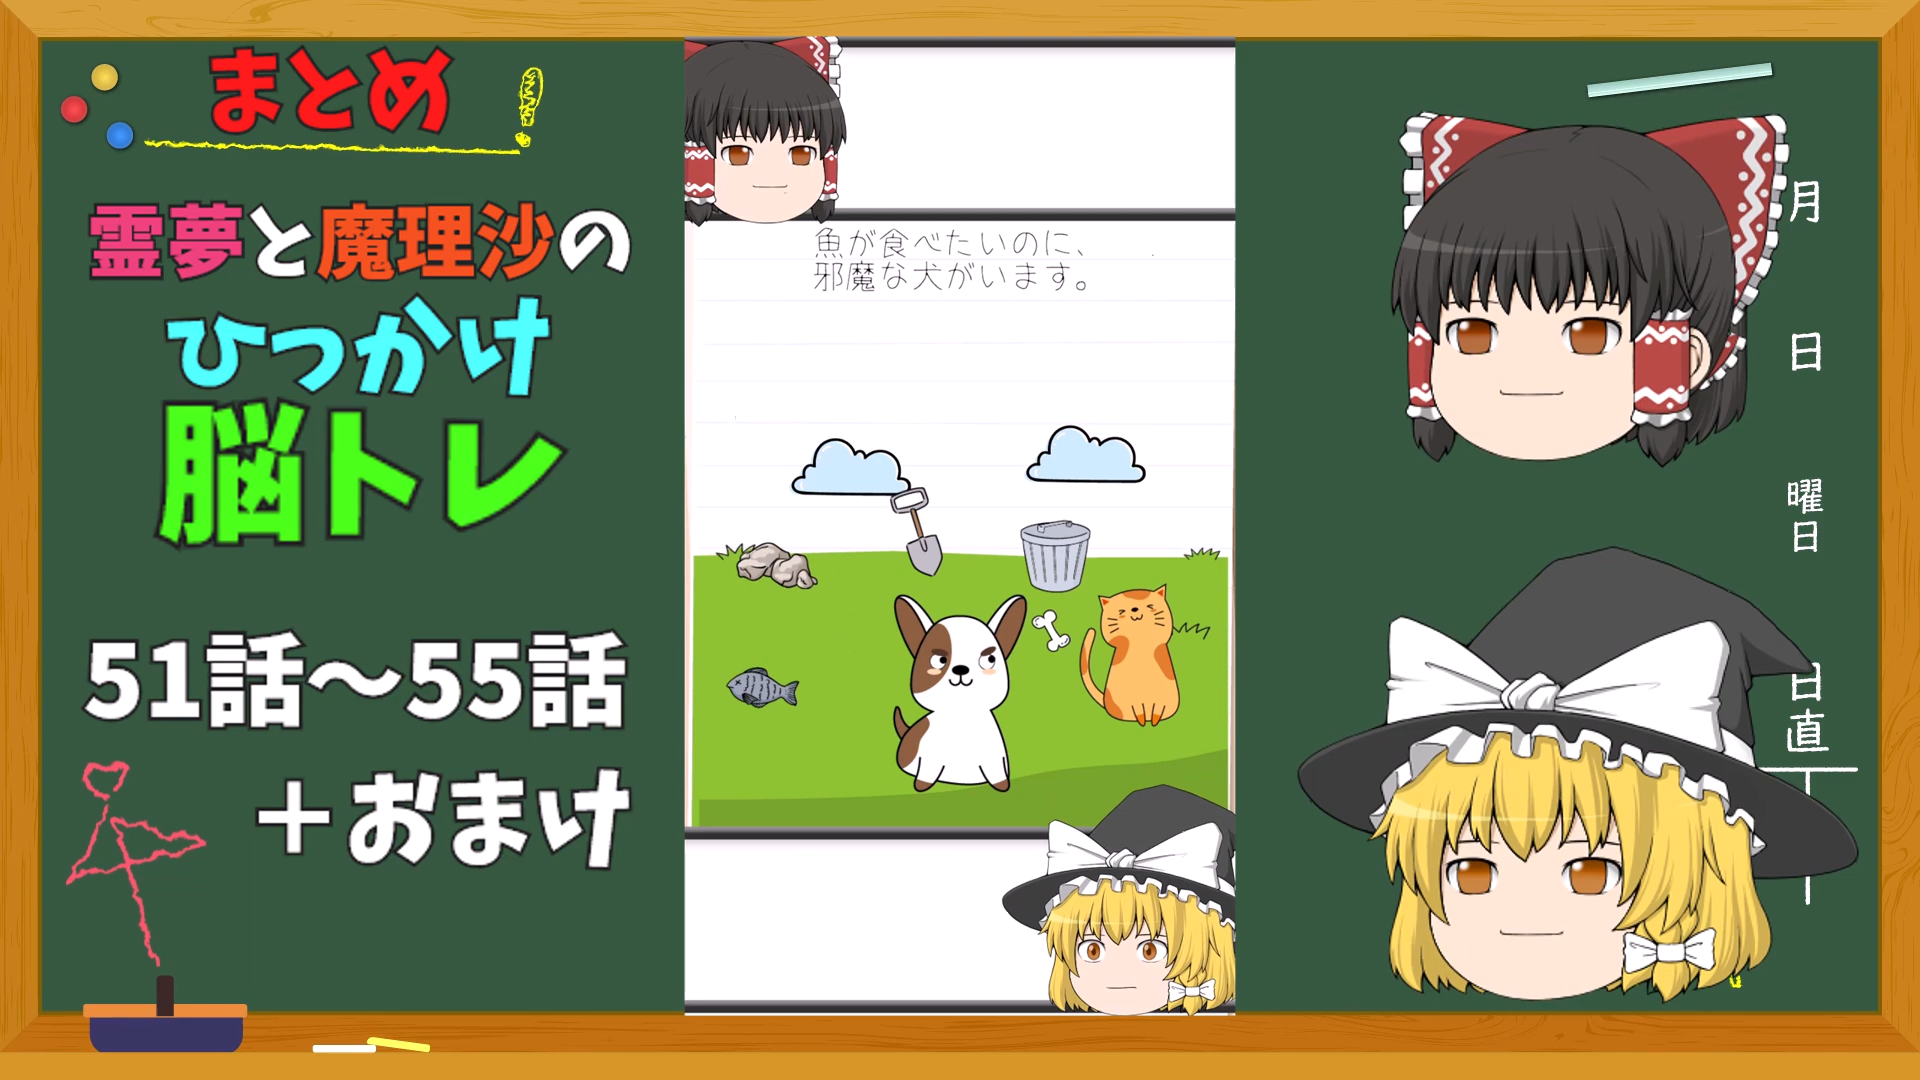 まとめ!
霊夢と魔理沙の
ひっかけ
脳トレ
51話～55話
＋おまけ
魚が食べたいのに、
邪魔な犬がいます。
月
日
曜日
日直